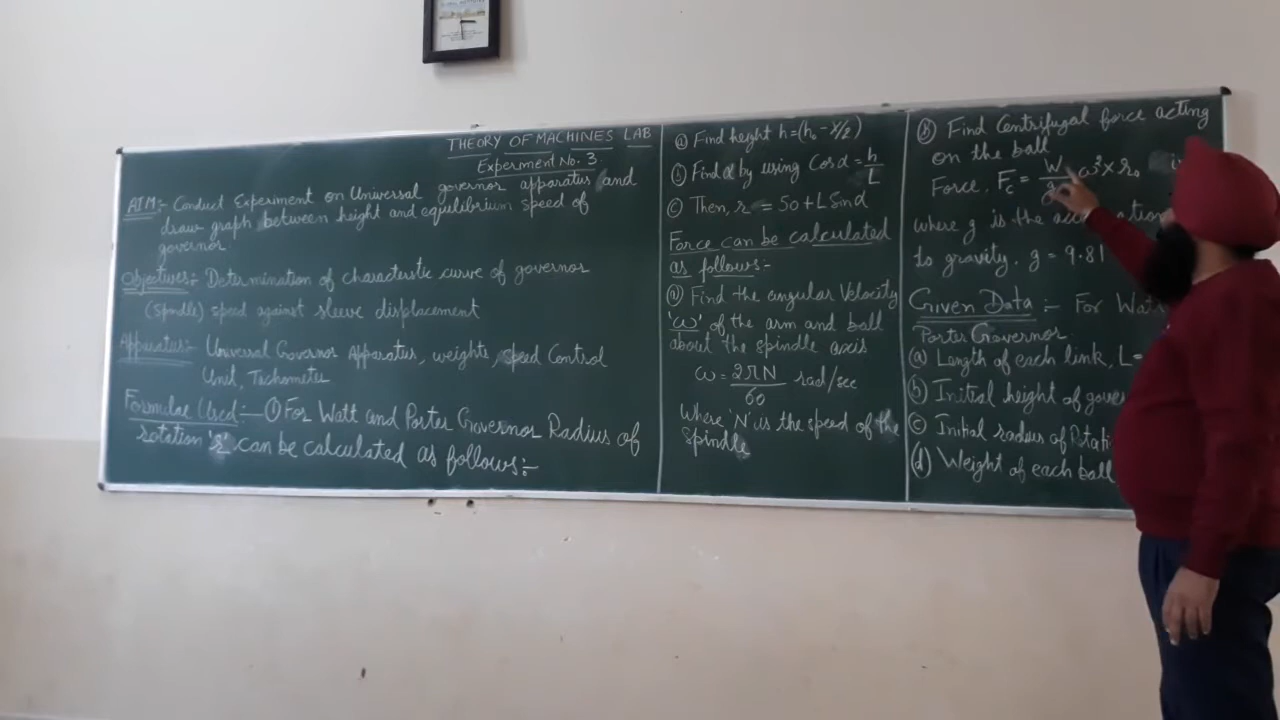 THEORY OF MACHINES LAB
Experiment No. 3.
AIM:- Conduct Experiment on Universal governor apparatus and
draw graph between height and equilibrium speed of
governor
Objectives:- Determination of characteristic curve of governor
(Spindle) speed against sleeve displacement
Apparatus:- Universal Governor Apparatus, weights, speed Control
Unit, Tachometer
Formulae Used:- ① For Watt and Porter Governor Radius of
rotation 'r' can be calculated as follows:-
ⓐ Find height h=(h₀ - X/2)
ⓑ Find α by using Cos α = h/L
ⓒ Then, r = 50 + L Sin α
Force can be calculated
as follows:-
ⓐ Find the angular Velocity
'ω' of the arm and ball
about the spindle axis
ω = 2πN/60 rad/sec
Where 'N' is the speed of the
spindle
ⓑ Find Centrifugal force acting
on the ball
Force, Fc = W/g ω² × r₀
where g is the
to gravity. g = 9.81
Given Data:- For
Porter Governor
ⓐ Length of each link, L=
ⓑ Initial height of
ⓒ Initial radius of
ⓓ Weight of each ball